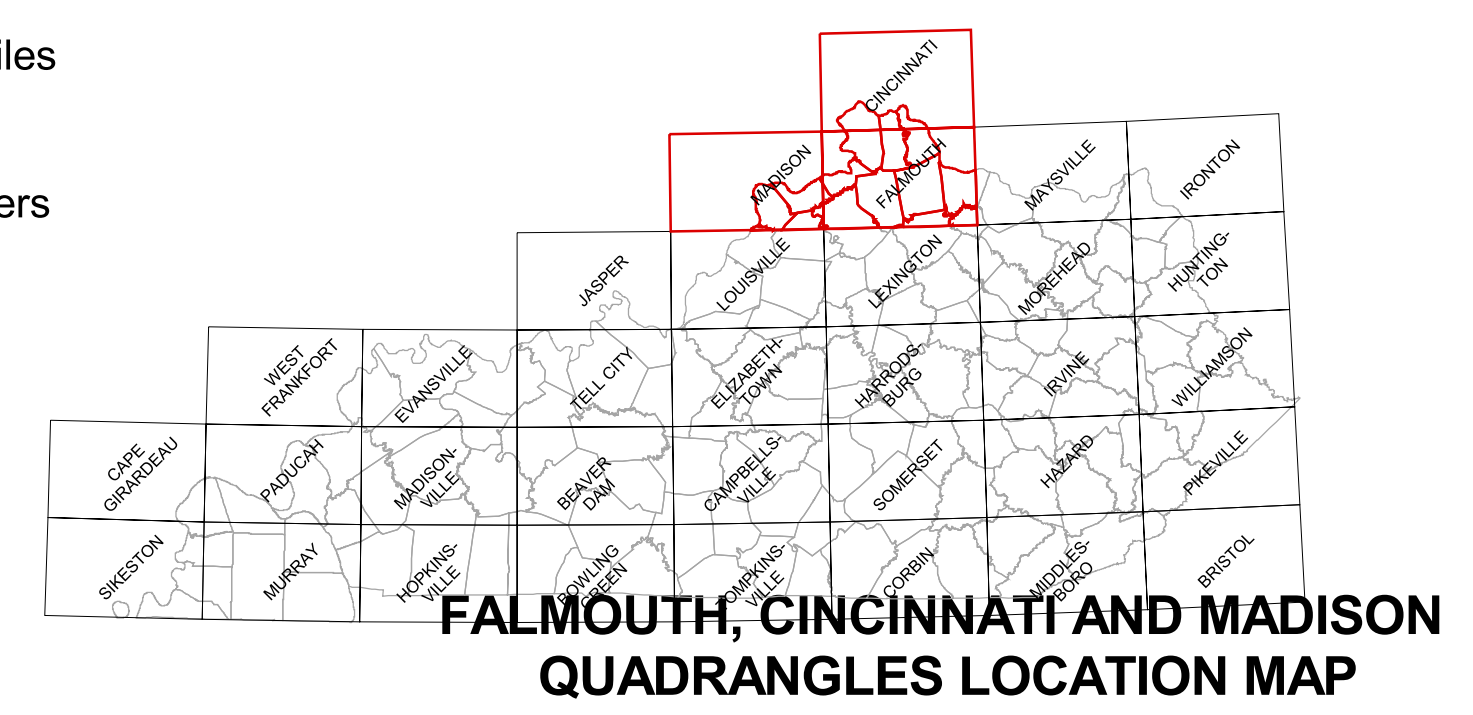 iles
ers
CINCINNATI
MADISON
FALMOUTH
MAYSVILLE
IRONTON
JASPER
LOUISVILLE
LEXINGTON
MOREHEAD
HUNTING-
TON
WEST
FRANKFORT
EVANSVILLE
TELL CITY
ELIZABETH-
TOWN
HARRODS-
BURG
IRVINE
WILLIAMSON
CAPE
GIRARDEAU
PADUCAH
MADISON-
VILLE
BEAVER
DAM
CAMPBELLS-
VILLE
SOMERSET
HAZARD
PIKEVILLE
SIKESTON
MURRAY
HOPKINS-
VILLE
BOWLING
GREEN
TOMPKINS-
VILLE
CORBIN
MIDDLES-
BORO
BRISTOL
FALMOUTH, CINCINNATI AND MADISON
QUADRANGLES LOCATION MAP